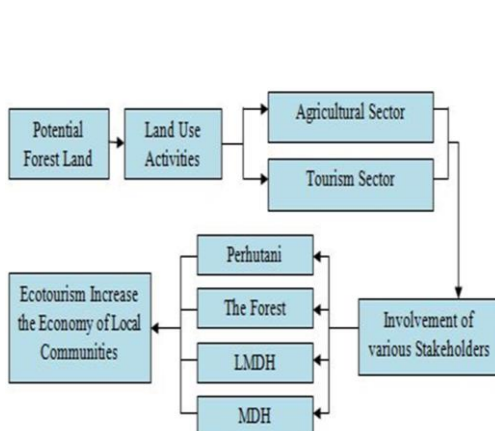 Potential
Forest Land
Land Use
Activities
Agricultural Sector
Tourism Sector
Involvement of
various Stakeholders
Perhutani
The Forest
LMDH
MDH
Ecotourism Increase
the Economy of Local
Communities